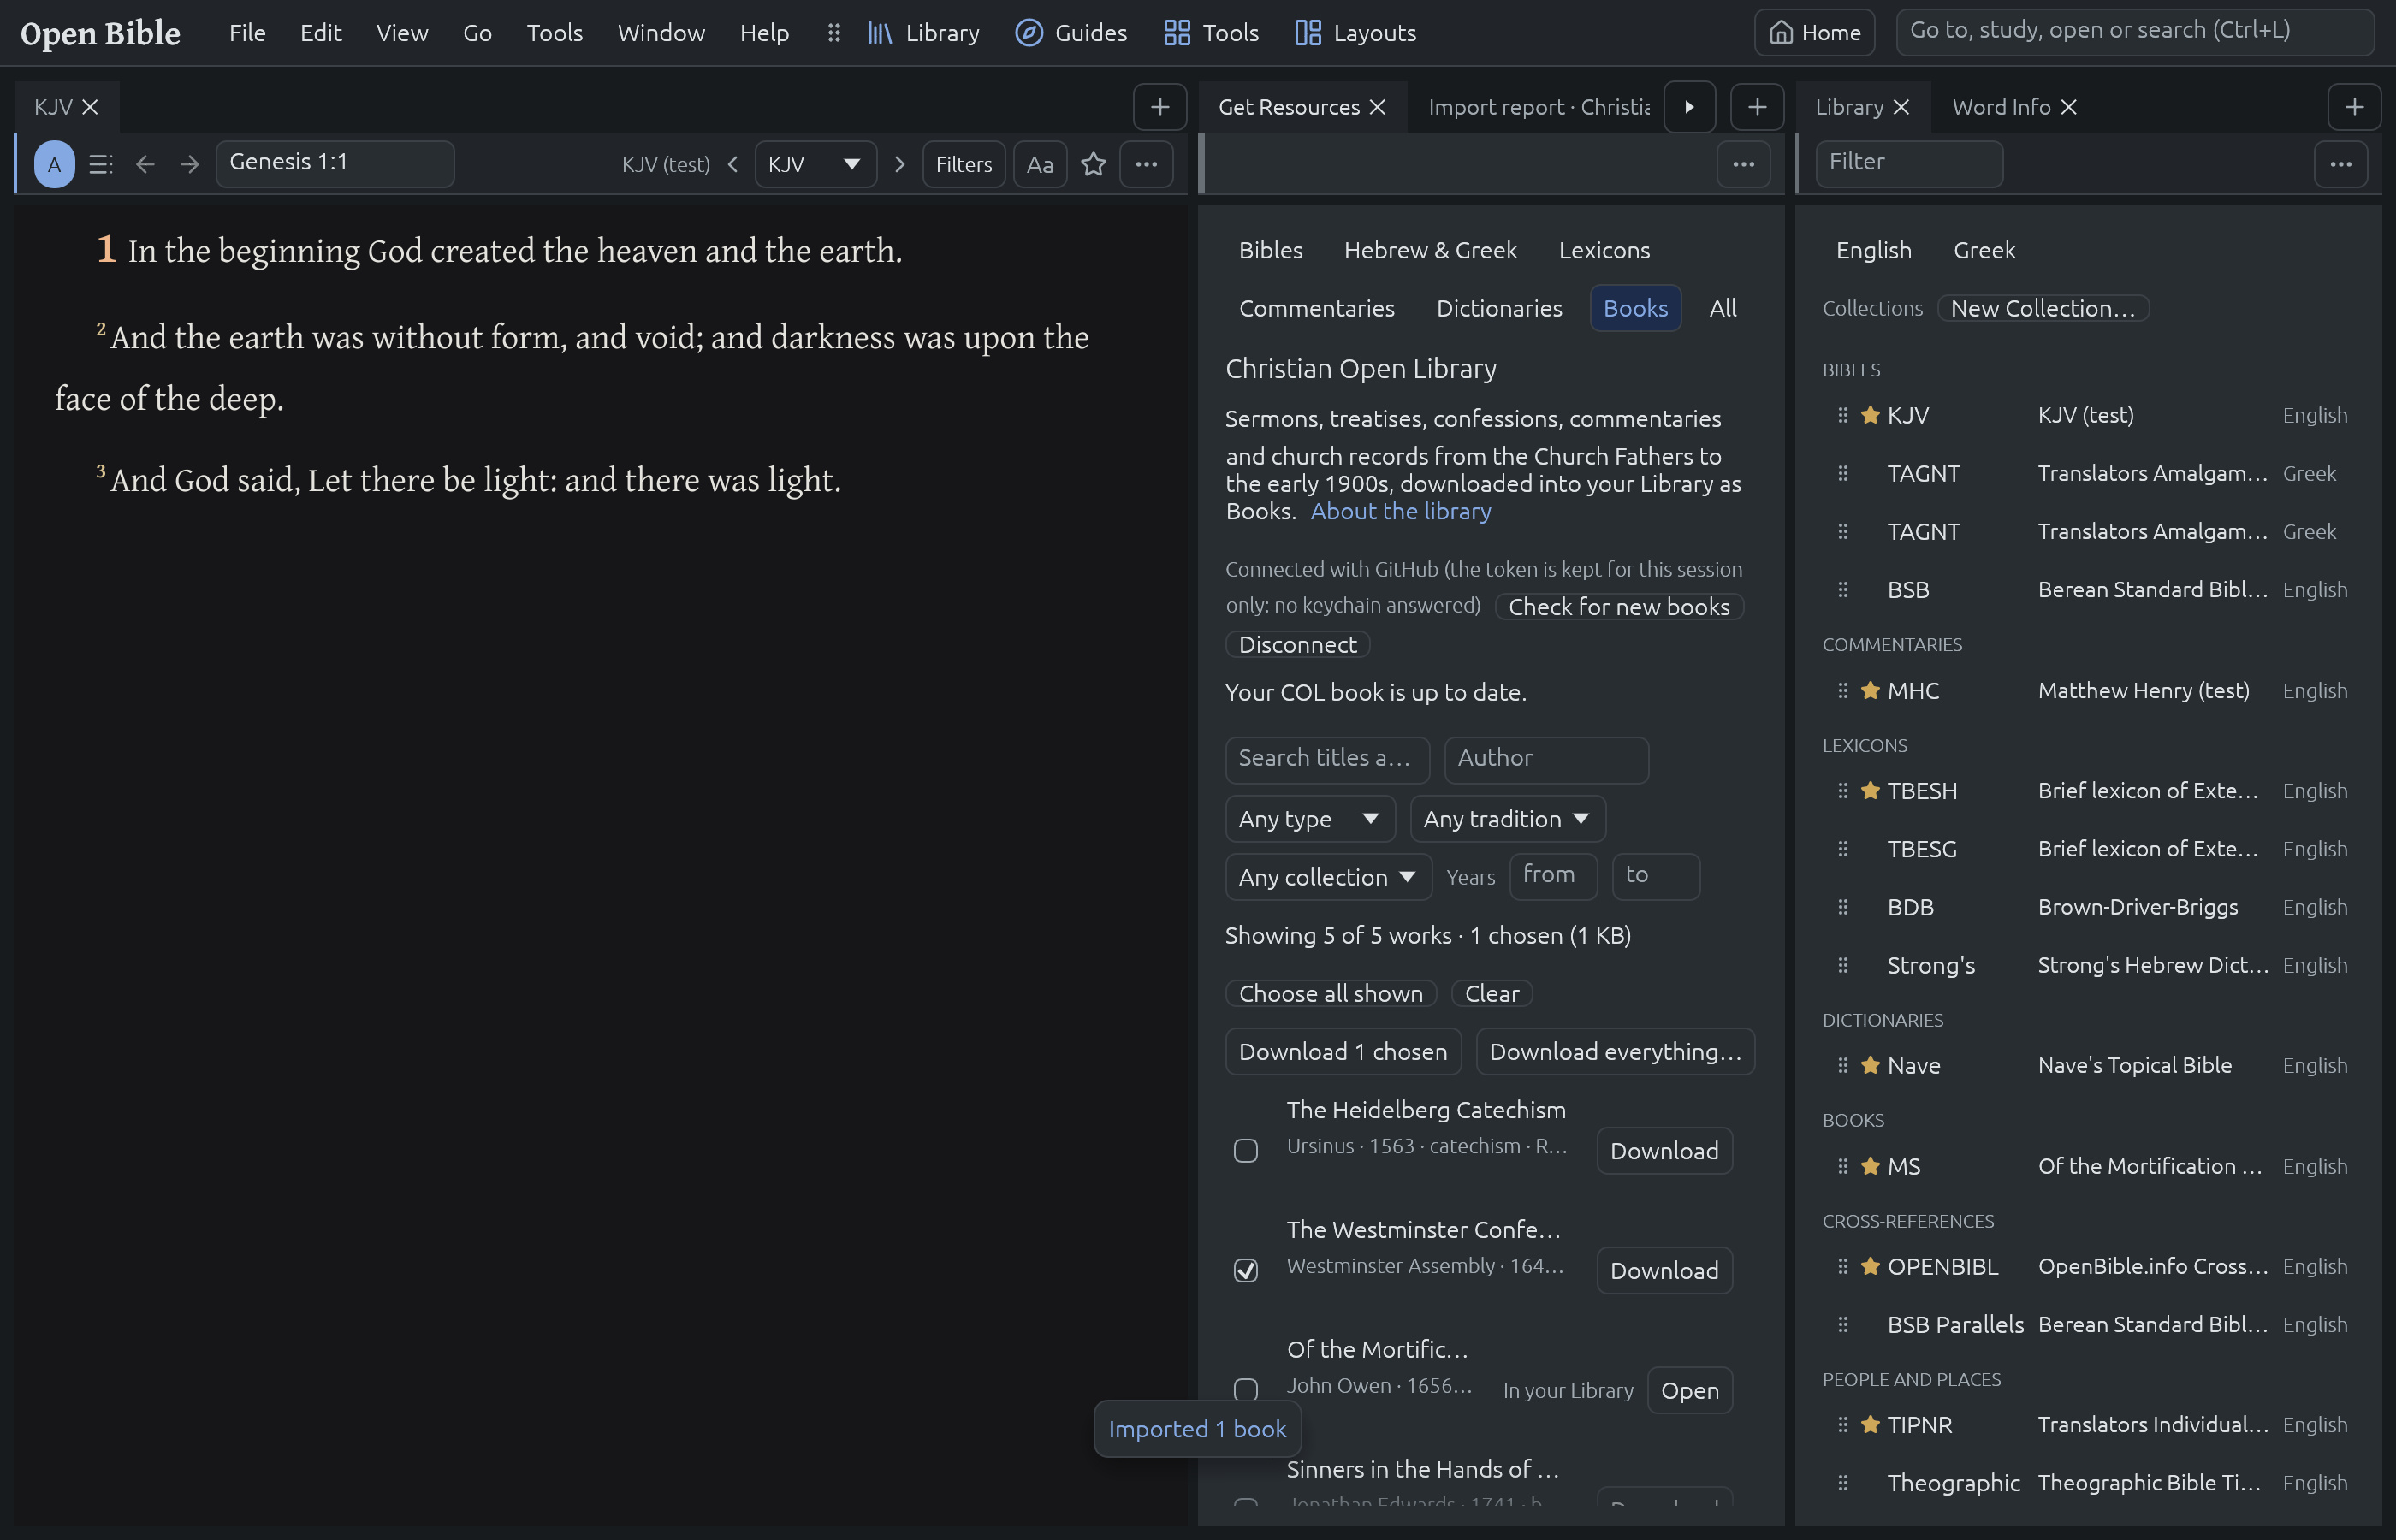 Open Bible File Edit View Go Tools Window Help Library Guides Tools Layouts Home Go to, study, open or search (Ctrl+L)
KJV
A Genesis 1:1 KJV (test) KJV Filters Aa
1 In the beginning God created the heaven and the earth.
2 And the earth was without form, and void; and darkness was upon the
face of the deep.
3 And God said, Let there be light: and there was light.
Get Resources Import report · Christia
Bibles Hebrew & Greek Lexicons
Commentaries Dictionaries Books All
Christian Open Library
Sermons, treatises, confessions, commentaries
and church records from the Church Fathers to
the early 1900s, downloaded into your Library as
Books. About the library
Connected with GitHub (the token is kept for this session
only: no keychain answered) Check for new books
Disconnect
Your COL book is up to date.
Search titles a… Author
Any type Any tradition
Any collection Years from to
Showing 5 of 5 works · 1 chosen (1 KB)
Choose all shown Clear
Download 1 chosen Download everything…
The Heidelberg Catechism
Ursinus · 1563 · catechism · R… Download
The Westminster Confe…
Westminster Assembly · 164… Download
Of the Mortific…
John Owen · 1656… In your Library Open
Imported 1 book
Sinners in the Hands of …
Jonathan Edwards · 1741 · Download
Library Word Info
Filter
English Greek
Collections New Collection…
BIBLES
KJV KJV (test) English
TAGNT Translators Amalgam… Greek
TAGNT Translators Amalgam… Greek
BSB Berean Standard Bibl… English
COMMENTARIES
MHC Matthew Henry (test) English
LEXICONS
TBESH Brief lexicon of Exte… English
TBESG Brief lexicon of Exte… English
BDB Brown-Driver-Briggs English
Strong's Strong's Hebrew Dict… English
DICTIONARIES
Nave Nave's Topical Bible English
BOOKS
MS Of the Mortification … English
CROSS-REFERENCES
OPENBIBL OpenBible.info Cross… English
BSB Parallels Berean Standard Bibl… English
PEOPLE AND PLACES
TIPNR Translators Individual… English
Theographic Theographic Bible Ti… English